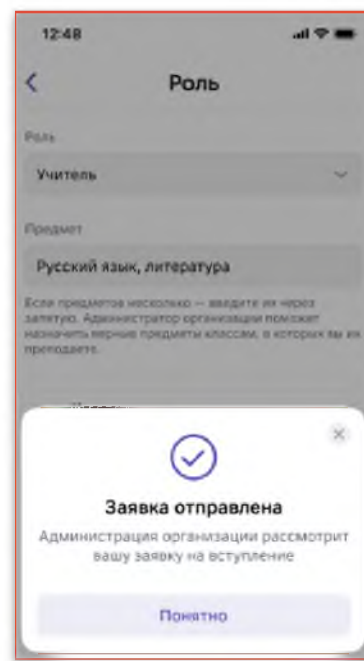 12:48
Роль
Роль
Учитель
Предмет
Русский язык, литература
Если предметов несколько — введите их через
запятую. Администратор организации поможет
назначить верные предметы классам, в которых вы их
преподаете.
Заявка отправлена
Администрация организации рассмотрит
вашу заявку на вступление
Понятно